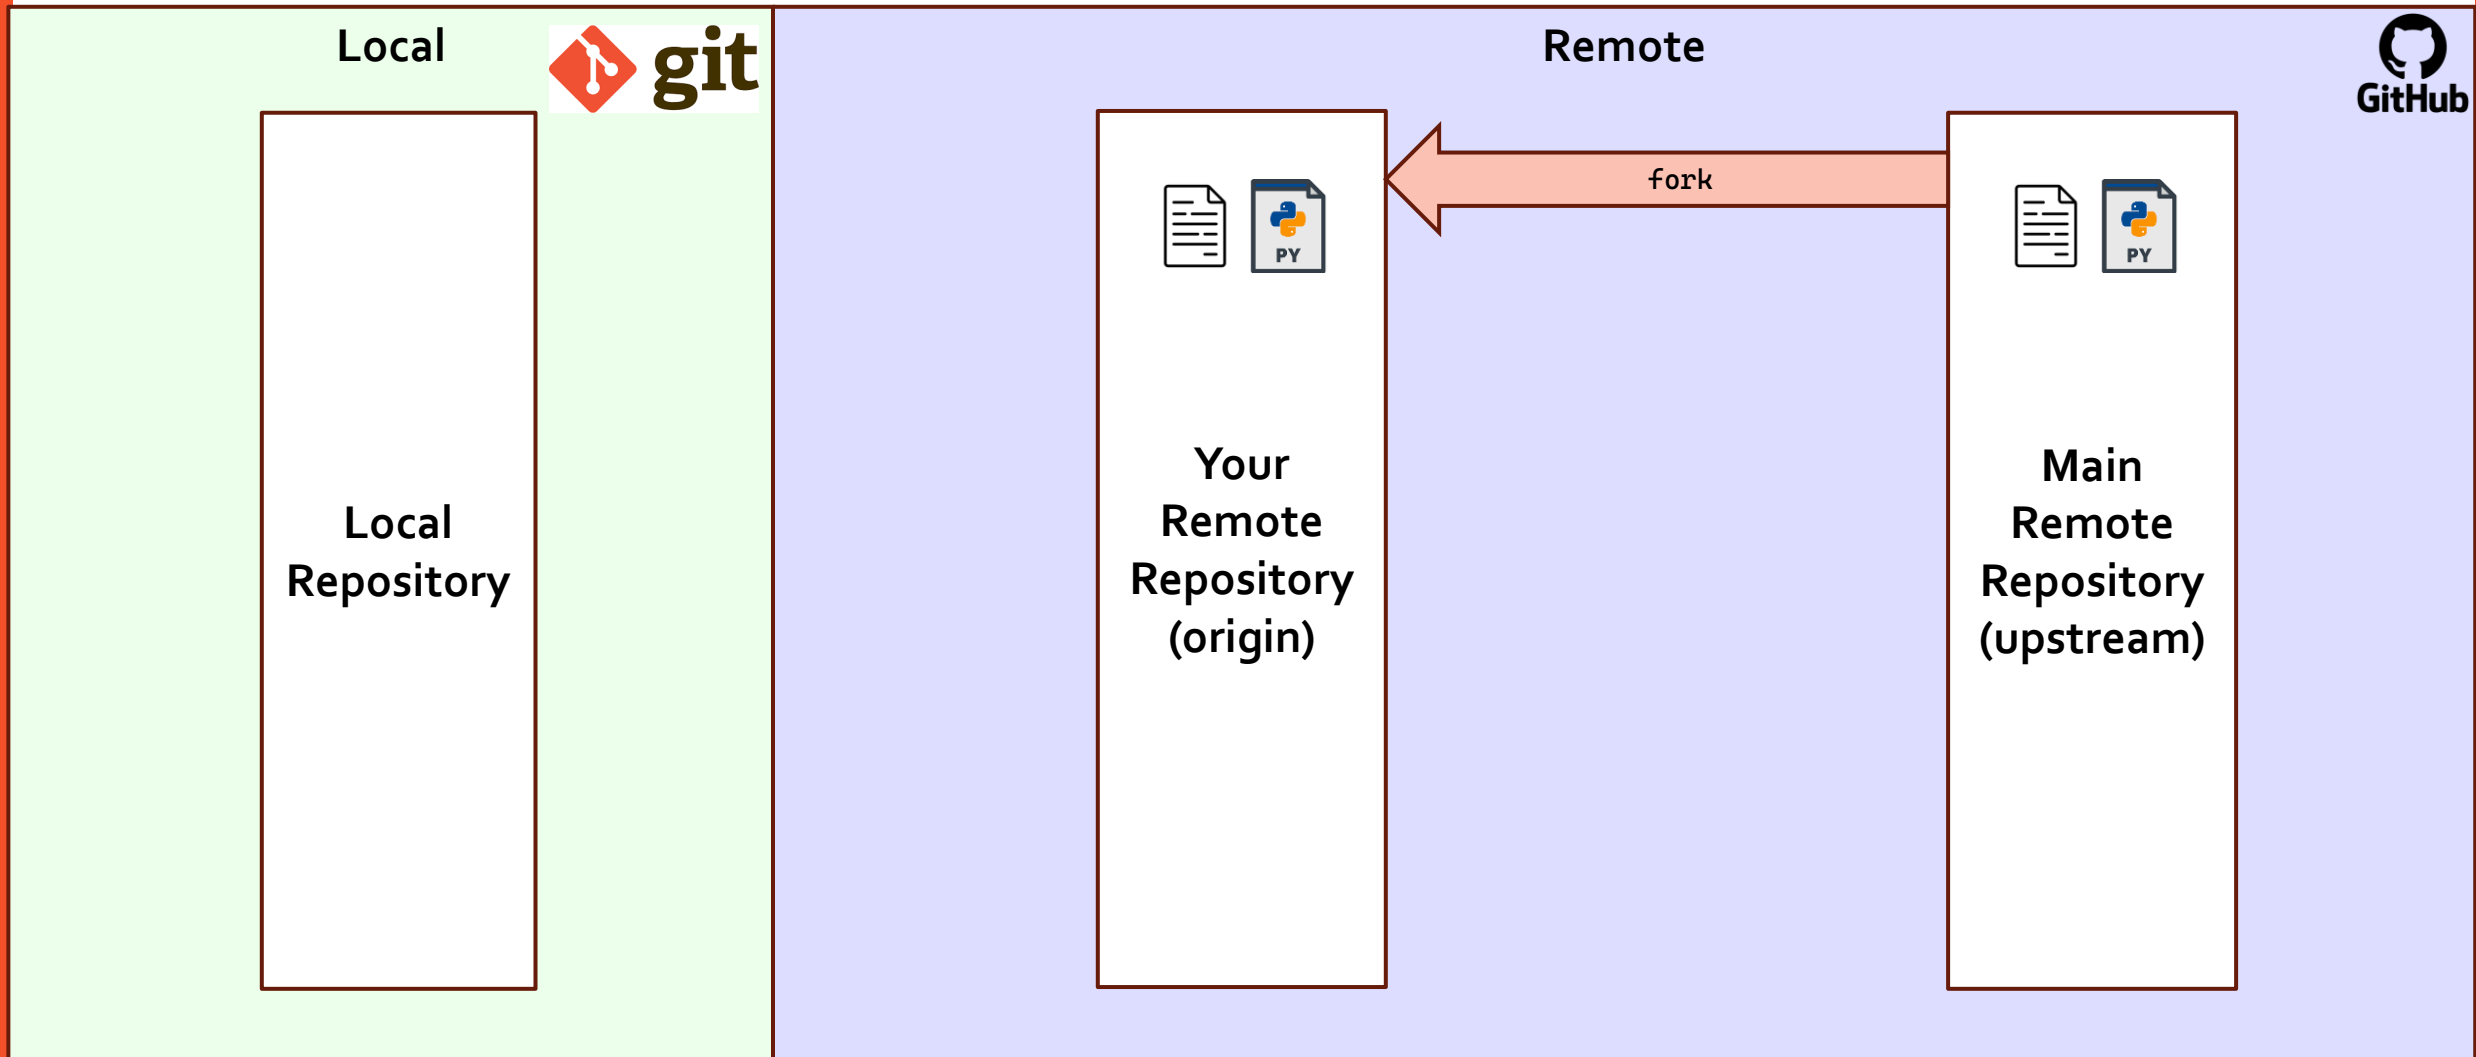 Local
git
Remote
GitHub
fork
PY
PY
Local
Repository
Your
Remote
Repository
(origin)
Main
Remote
Repository
(upstream)